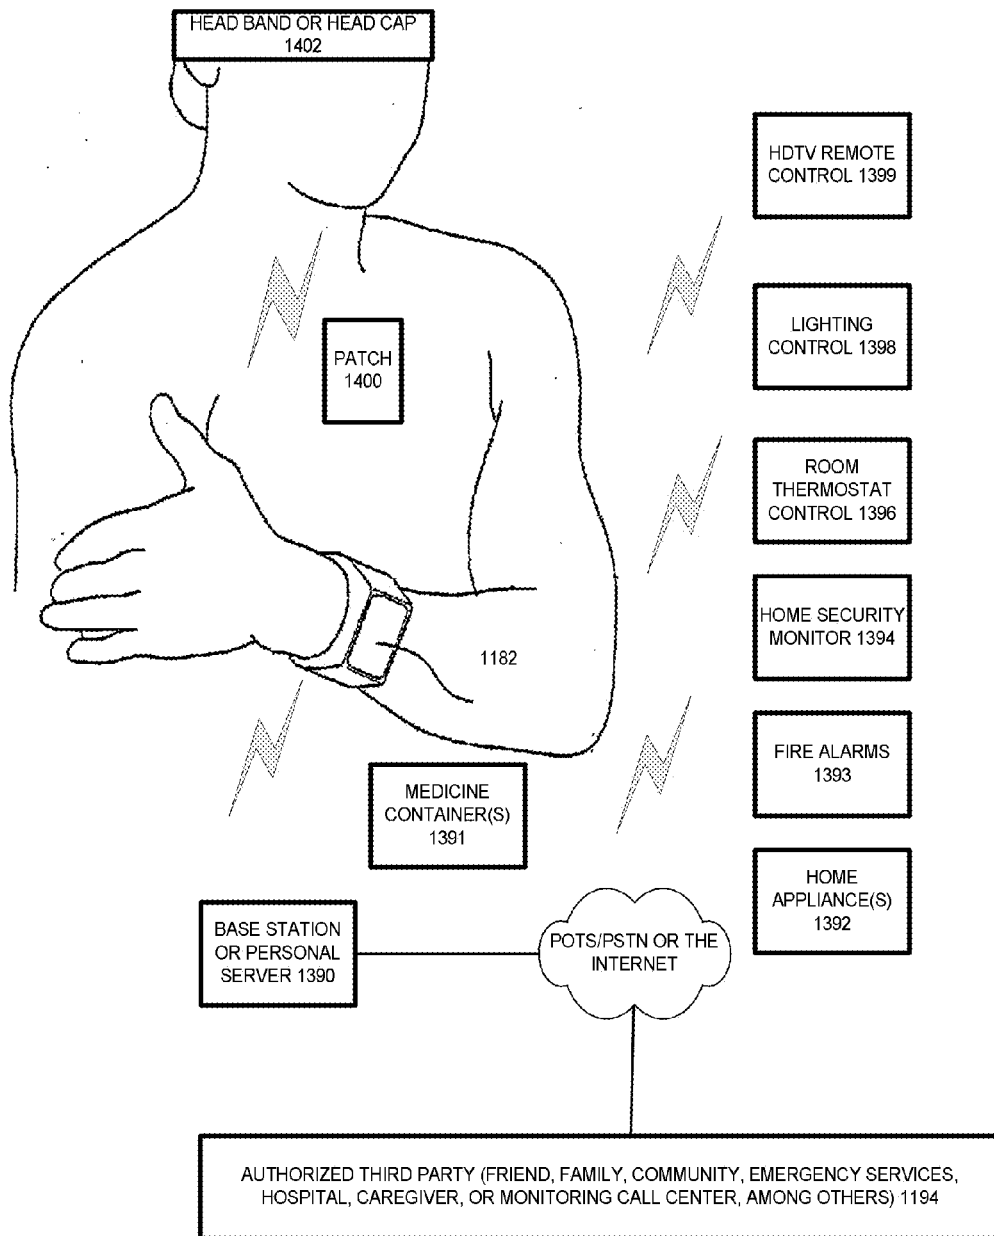 HEAD BAND OR HEAD CAP
1402
HDTV REMOTE
CONTROL 1399
LIGHTING
CONTROL 1398
PATCH
1400
ROOM
THERMOSTAT
CONTROL 1396
HOME SECURITY
MONITOR 1394
1182
FIRE ALARMS
1393
MEDICINE
CONTAINER(S)
1391
HOME
APPLIANCE(S)
1392
BASE STATION
OR PERSONAL
SERVER 1390
POTS/PSTN OR THE
INTERNET
AUTHORIZED THIRD PARTY (FRIEND, FAMILY, COMMUNITY, EMERGENCY SERVICES,
HOSPITAL, CAREGIVER, OR MONITORING CALL CENTER, AMONG OTHERS) 1194